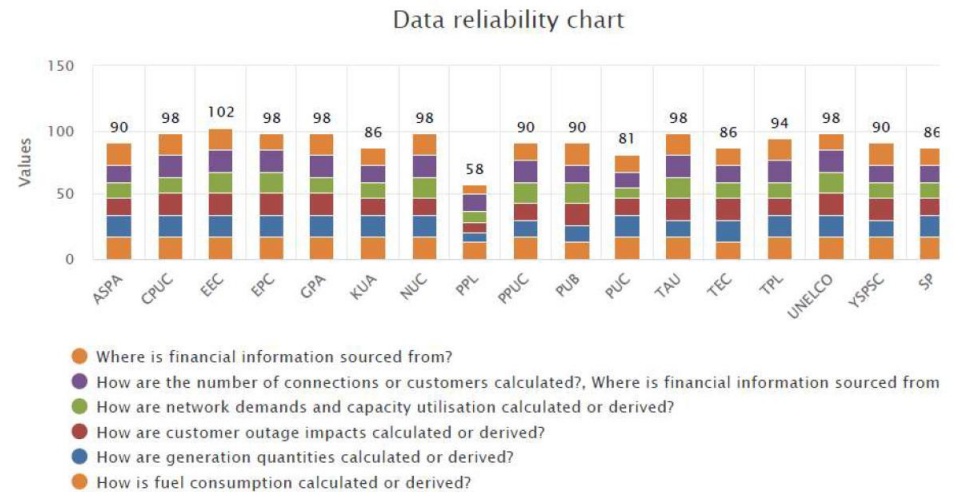 Data reliability chart
150
100
50
0
Values
90
98
102
98
98
86
98
58
90
90
81
98
86
94
98
90
86
ASPA
CPUC
EEC
EPC
GPA
KUA
NUC
PPL
PPUC
PUB
PUC
TAU
TEC
TPL
UNELCO
YSPSC
SP
Where is financial information sourced from?
How are the number of connections or customers calculated?, Where is financial information sourced from
How are network demands and capacity utilisation calculated or derived?
How are customer outage impacts calculated or derived?
How are generation quantities calculated or derived?
How is fuel consumption calculated or derived?